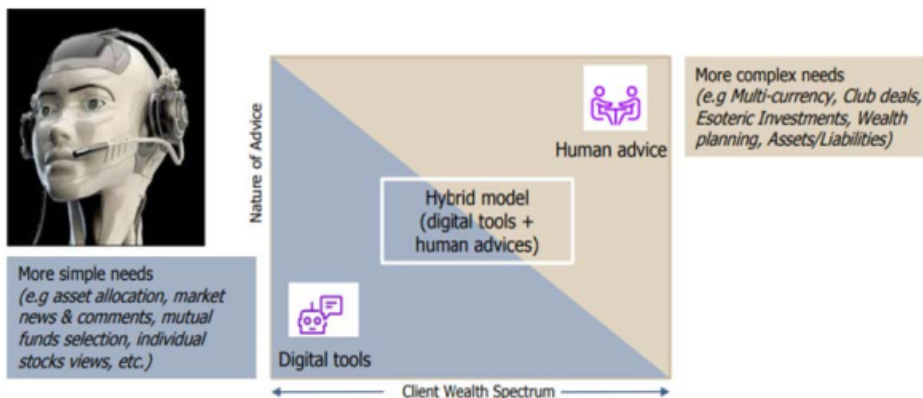 More complex needs
(e.g Multi-currency, Club deals,
Esoteric Investments, Wealth
planning, Assets/Liabilities)
Nature of Advice
Human advice
Hybrid model
(digital tools +
human advices)
More simple needs
(e.g asset allocation, market
news & comments, mutual
funds selection, individual
stocks views, etc.)
Digital tools
Client Wealth Spectrum